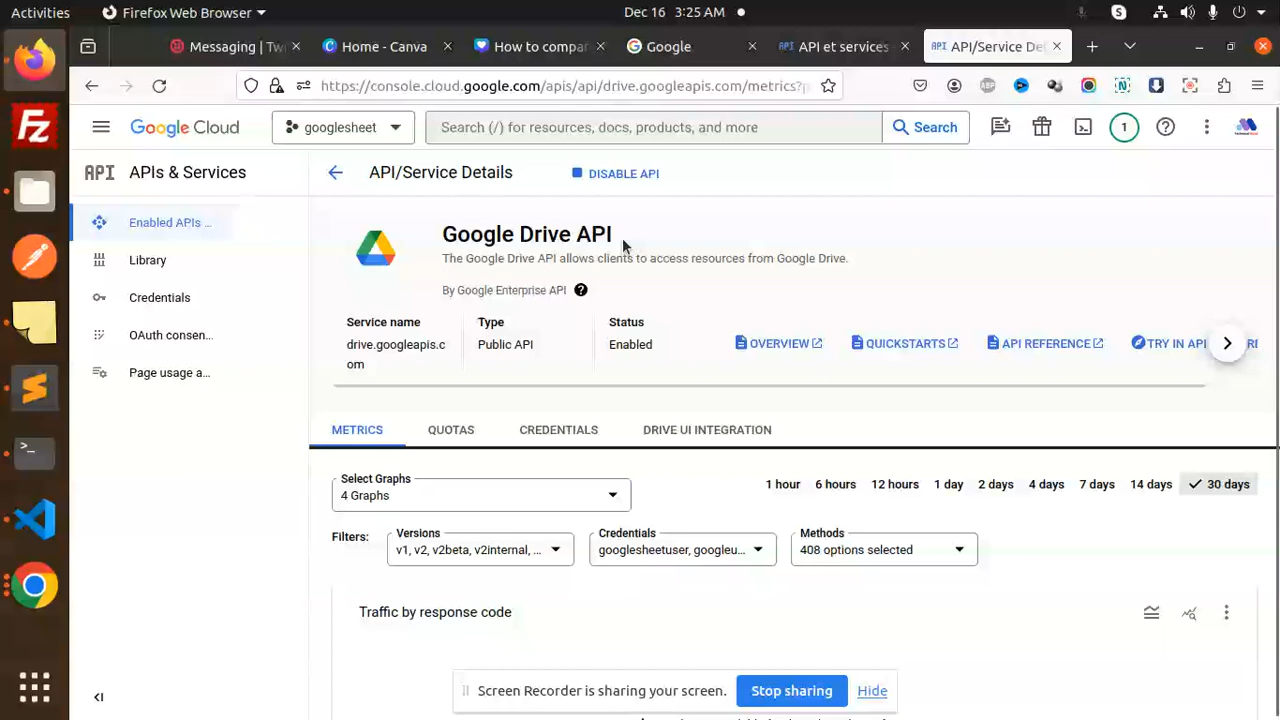 Activities
Firefox Web Browser
Dec 16 3:25 AM
Messaging | Tw
Home - Canva
How to compa
Google
API et services
API/Service Det
https://console.cloud.google.com/apis/api/drive.googleapis.com/metrics?p
Google Cloud
googlesheet
Search (/) for resources, docs, products, and more
Search
1
API
APIs & Services
API/Service Details
DISABLE API
Enabled APIs ...
Library
Credentials
OAuth consen...
Page usage a...
Google Drive API
The Google Drive API allows clients to access resources from Google Drive.
By Google Enterprise API
Service name
drive.googleapis.c
om
Type
Public API
Status
Enabled
OVERVIEW
QUICKSTARTS
API REFERENCE
TRY IN API
METRICS
QUOTAS
CREDENTIALS
DRIVE UI INTEGRATION
Select Graphs
4 Graphs
1 hour
6 hours
12 hours
1 day
2 days
4 days
7 days
14 days
30 days
Filters:
Versions
v1, v2, v2beta, v2internal, ...
Credentials
googlesheetuser, googleu...
Methods
408 options selected
Traffic by response code
Screen Recorder is sharing your screen.
Stop sharing
Hide